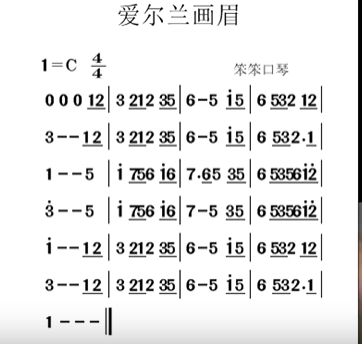 爱尔兰画眉
1=C 4/4
笨笨口琴
0 0 0 12 | 3 212 35 | 6-5 i5 | 6 532 12
3--12 | 3 212 35 | 6-5 i5 | 6 532·1
1--5 | i 756 i6 | 7·65 35 | 6 5356i2̇
3̇--5 | i 756 i6 | 7-5 35 | 6 5356i2̇
i--12 | 3 212 35 | 6-5 i5 | 6 532 12
3--12 | 3 212 35 | 6-5 i5 | 6 532·1
1---‖